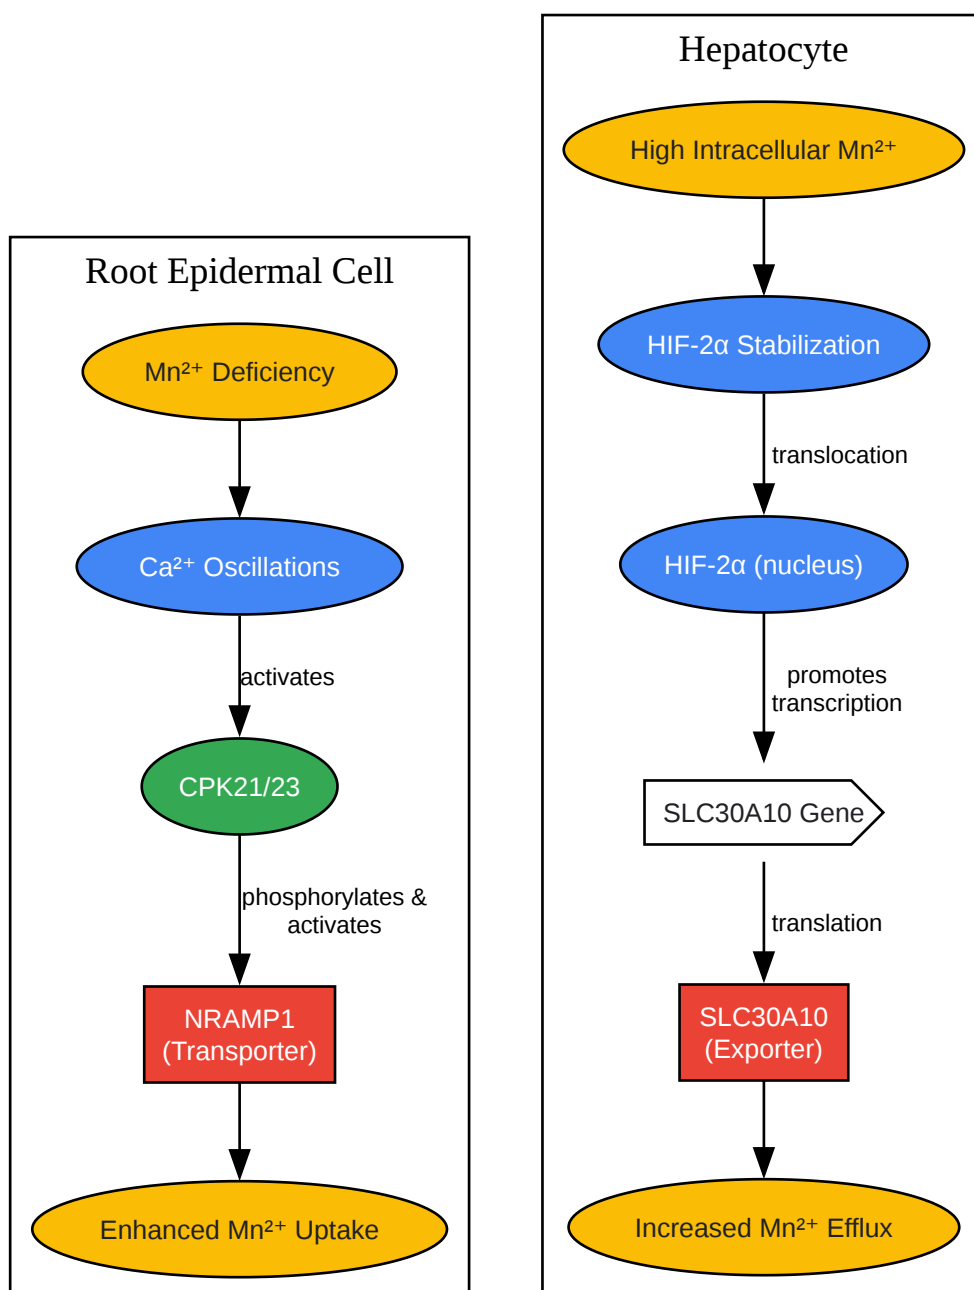 Root Epidermal Cell
Mn²⁺ Deficiency
Ca²⁺ Oscillations
activates
CPK21/23
phosphorylates &
activates
NRAMP1
(Transporter)
Enhanced Mn²⁺ Uptake
Hepatocyte
High Intracellular Mn²⁺
HIF-2α Stabilization
translocation
HIF-2α (nucleus)
promotes
transcription
SLC30A10 Gene
translation
SLC30A10
(Exporter)
Increased Mn²⁺ Efflux